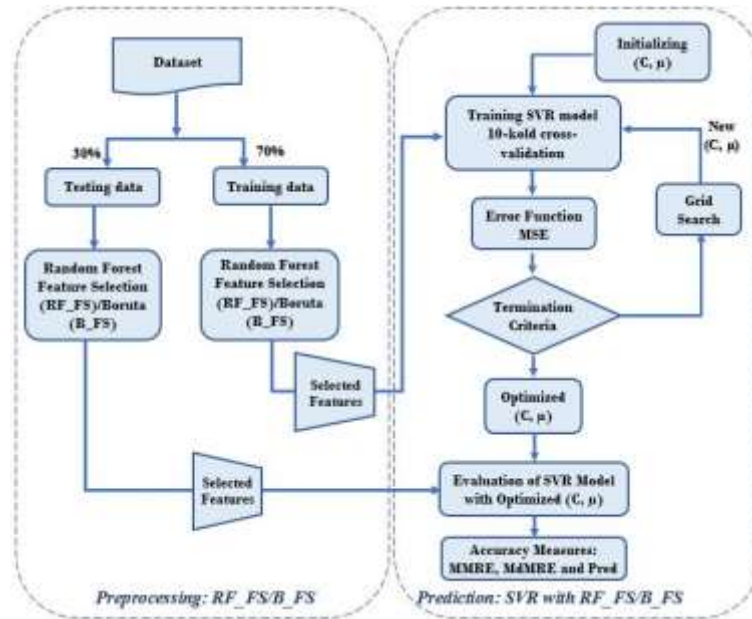 Dataset
30%
70%
Testing data
Training data
Random Forest
Feature Selection
(RF_FS)/Boruta
(B_FS)
Random Forest
Feature Selection
(RF_FS)/Boruta
(B_FS)
Selected
Features
Selected
Features
Preprocessing: RF_FS/B_FS
Initializing
(C, μ)
Training SVR model
10-kold cross-
validation
New
(C, μ)
Grid
Search
Error Function
MSE
Termination
Criteria
Optimized
(C, μ)
Evaluation of SVR Model
with Optimized (C, μ)
Accuracy Measures:
MMRE, MdMRE and Pred
Prediction: SVR with RF_FS/B_FS